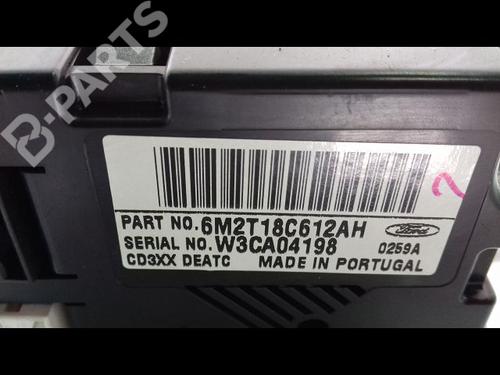 B-PARTS
PART NO. 6M2T18C612AH
SERIAL NO. W3CA04198
Ford
0259A
CD3XX DEATC MADE IN PORTUGAL